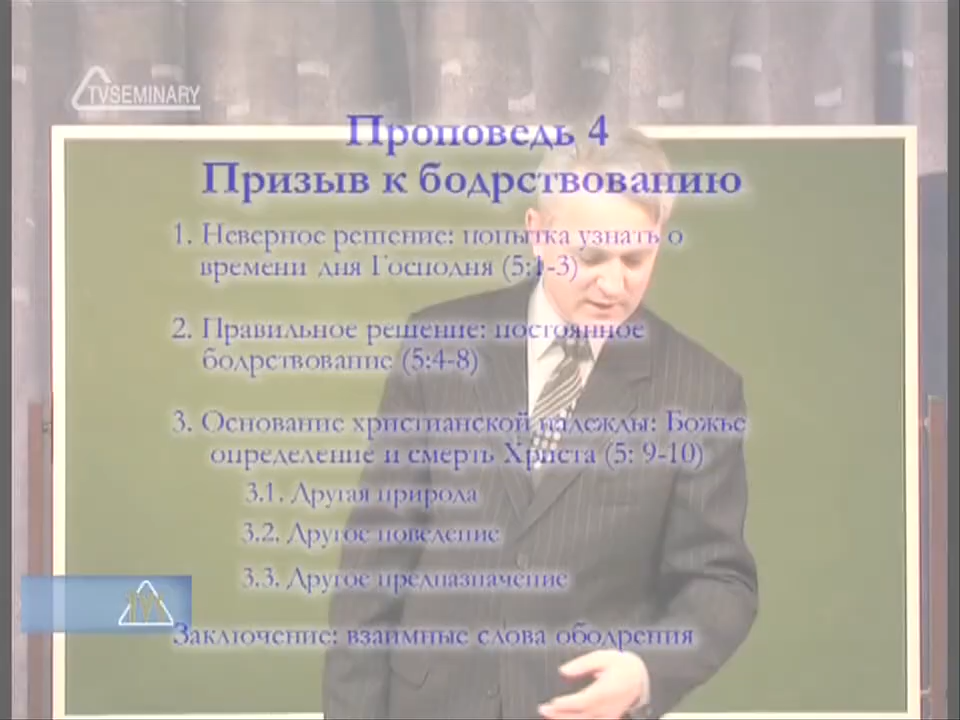 TVSEMINARY
Проповедь 4
Призыв к бодрствованию
1. Неверное решение: попытка узнать о
времени дня Господня (5:1-3)
2. Правильное решение: постоянное
бодрствование (5:4-8)
3. Основание христианской надежды: Божье
определение и смерть Христа (5: 9-10)
3.1. Другая природа
3.2. Другое поведение
3.3. Другое предназначение
Заключение: взаимные слова ободрения